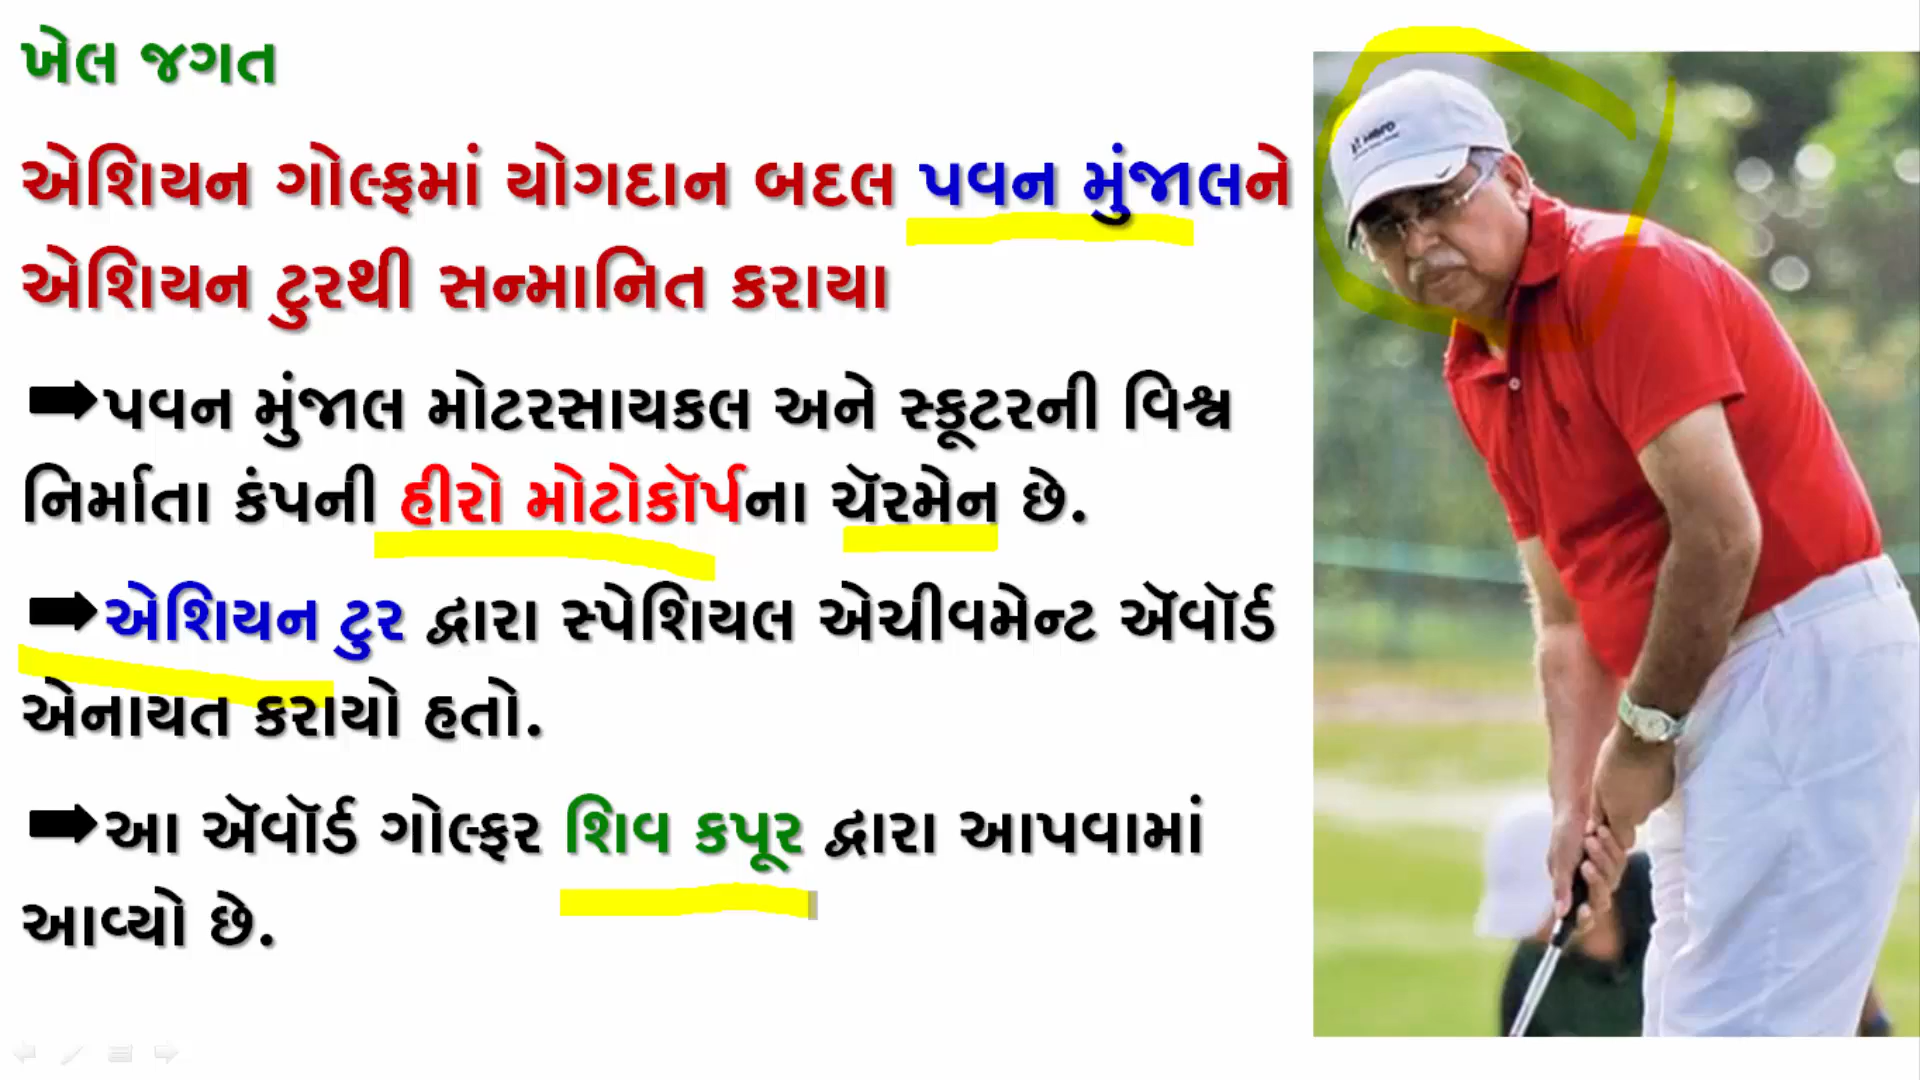 ખેલ જગત
એશિયન ગોલ્ફમાં યોગદાન બદલ પવન મુંજાલને
એશિયન ટુરથી સન્માનિત કરાયા
➡પવન મુંજાલ મોટરસાયકલ અને સ્કૂટરની વિશ્વ
નિર્માતા કંપની હીરો મોટોકૉર્પના ચૅરમેન છે.
➡એશિયન ટુર દ્વારા સ્પેશિયલ એચીવમેન્ટ ઍવૉર્ડ
એનાયત કરાયો હતો.
➡આ ઍવૉર્ડ ગોલ્ફર શિવ કપૂર દ્વારા આપવામાં
આવ્યો છે.
Hero